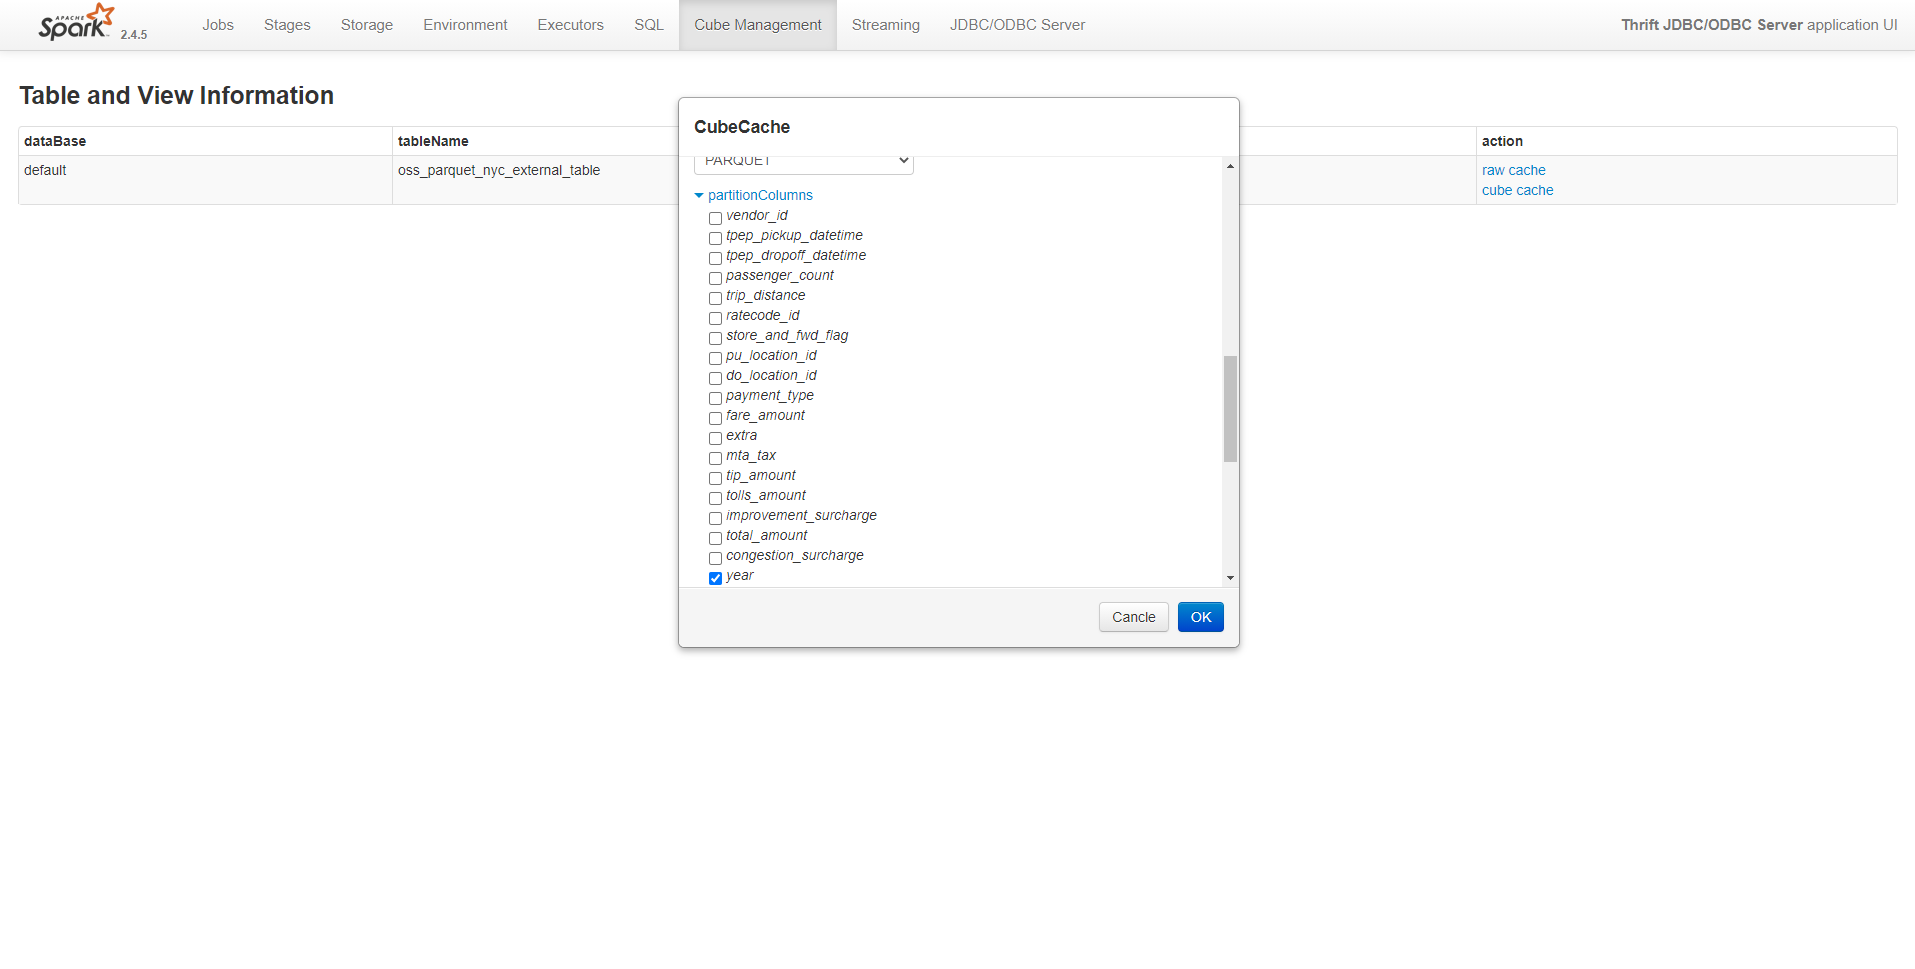 APACHE Spark 2.4.5 Jobs Stages Storage Environment Executors SQL Cube Management Streaming JDBC/ODBC Server Thrift JDBC/ODBC Server application UI
Table and View Information
dataBase tableName action
default oss_parquet_nyc_external_table raw cache
cube cache
CubeCache
PARQUET
partitionColumns
vendor_id
tpep_pickup_datetime
tpep_dropoff_datetime
passenger_count
trip_distance
ratecode_id
store_and_fwd_flag
pu_location_id
do_location_id
payment_type
fare_amount
extra
mta_tax
tip_amount
tolls_amount
improvement_surcharge
total_amount
congestion_surcharge
year
Cancle OK